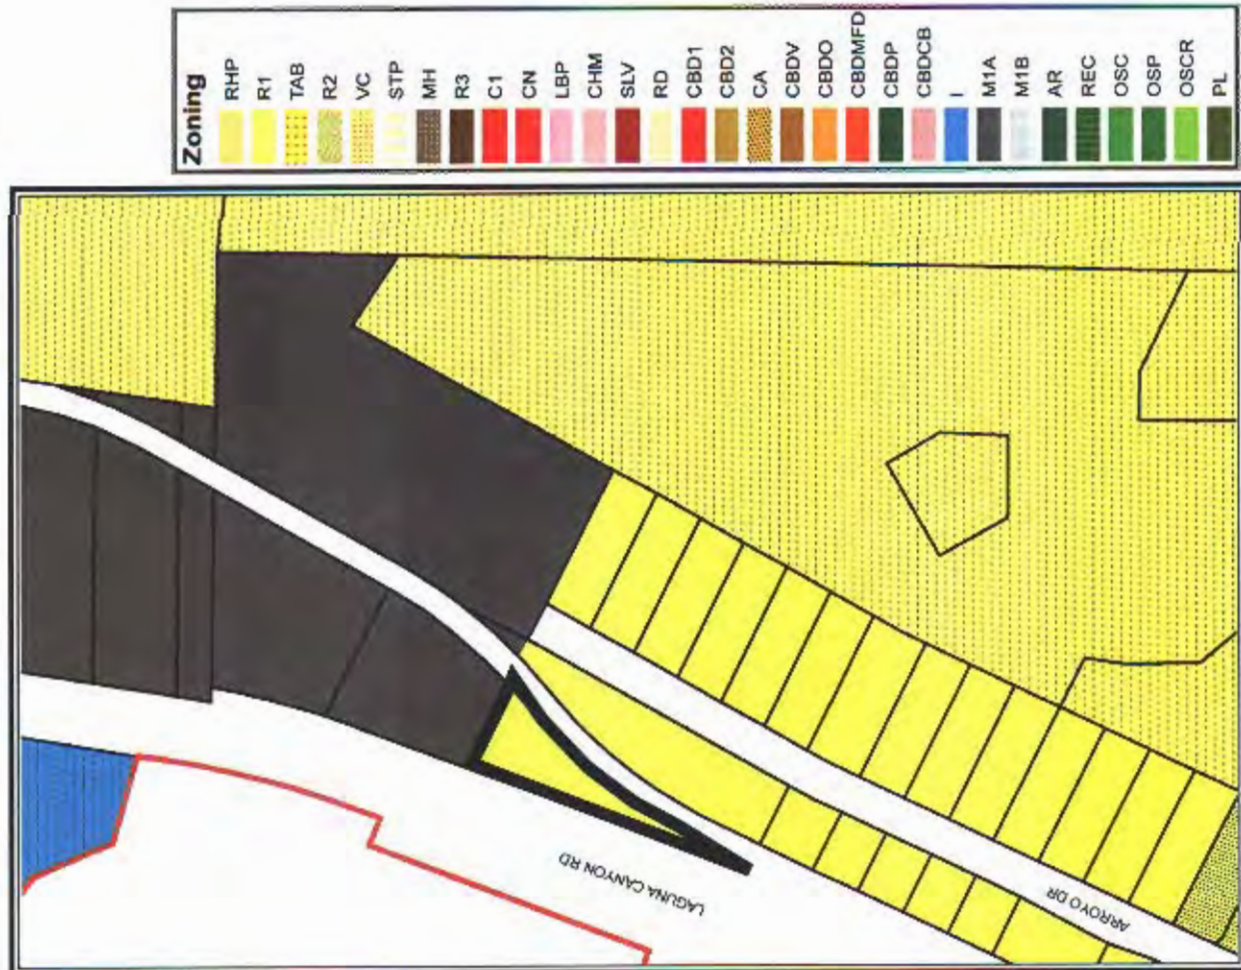 Zoning
RHP
R1
TAB
R2
VC
STP
MH
R3
C1
CN
LBP
CHM
SLV
RD
CBD1
CBD2
CA
CBDV
CBDO
CBDMFD
CBDP
CBDCB
I
M1A
M1B
AR
REC
OSC
OSP
OSCR
PL
LAGUNA CANYON RD
ARROYO DR